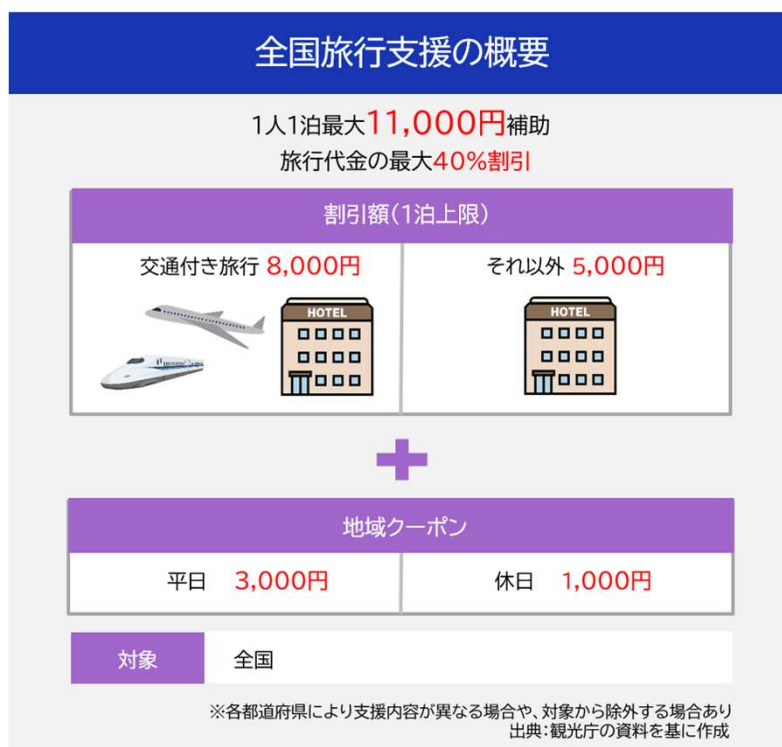 全国旅行支援の概要
1人1泊最大11,000円補助
旅行代金の最大40%割引
割引額(1泊上限)
交通付き旅行 8,000円
それ以外 5,000円
HOTEL
HOTEL
地域クーポン
平日 3,000円
休日 1,000円
対象 全国
※各都道府県により支援内容が異なる場合や、対象から除外する場合あり
出典:観光庁の資料を基に作成